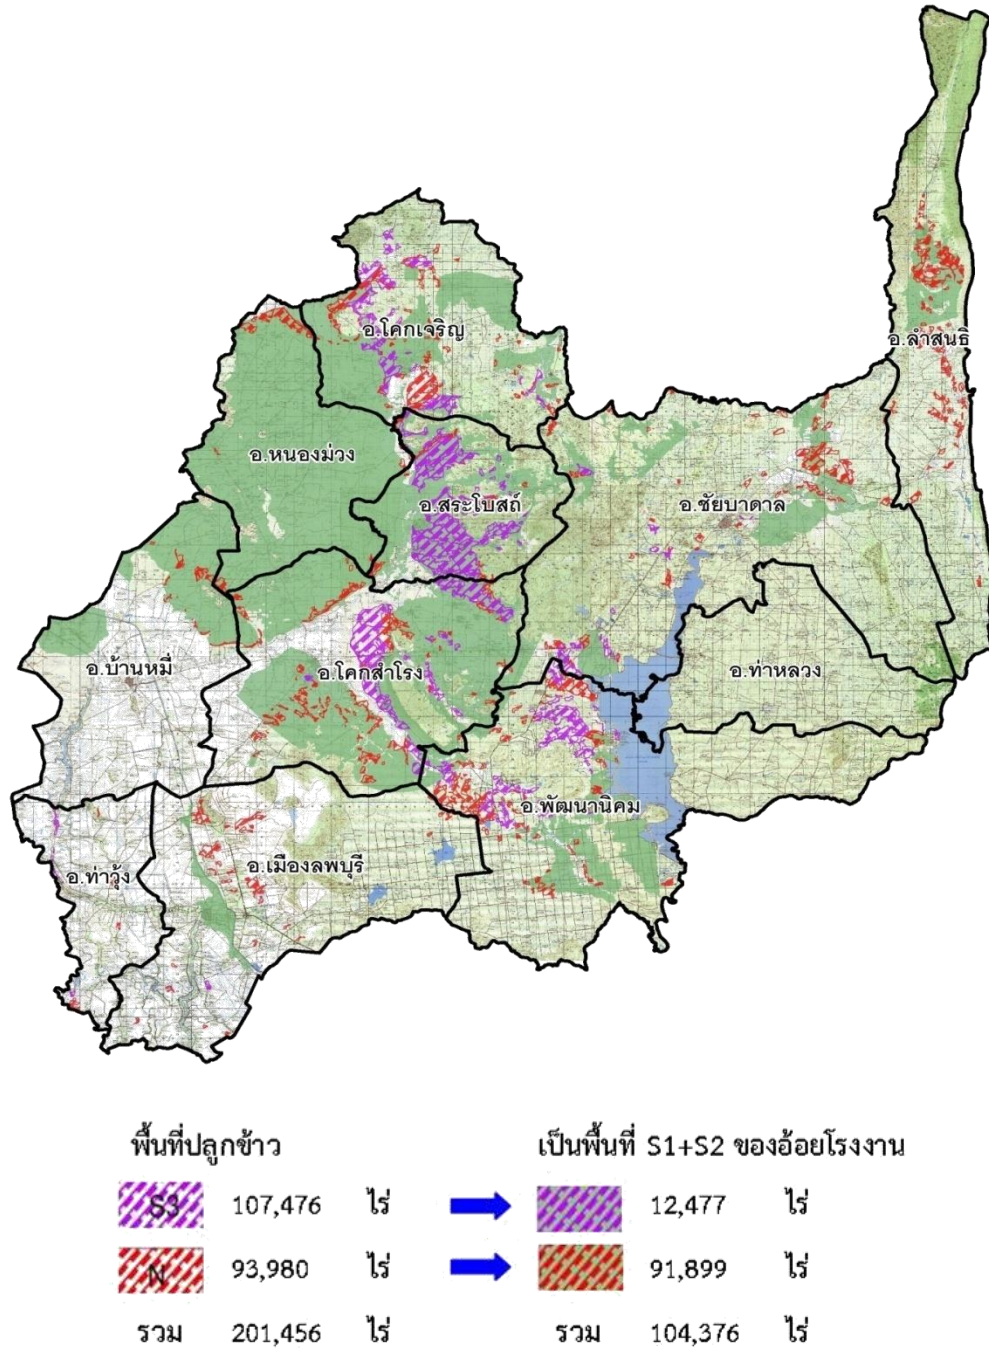 อ.โคกเจริญ
อ.ลำสนธิ
อ.หนองม่วง
อ.สระโบสถ์
อ.ชัยบาดาล
อ.บ้านหมี่
อ.โคกสำโรง
อ.ท่าหลวง
อ.พัฒนานิคม
อ.ท่าวุ้ง
อ.เมืองลพบุรี
พื้นที่ปลูกข้าว เป็นพื้นที่ S1+S2 ของอ้อยโรงงาน
S3 107,476 ไร่ 12,477 ไร่
N 93,980 ไร่ 91,899 ไร่
รวม 201,456 ไร่ รวม 104,376 ไร่